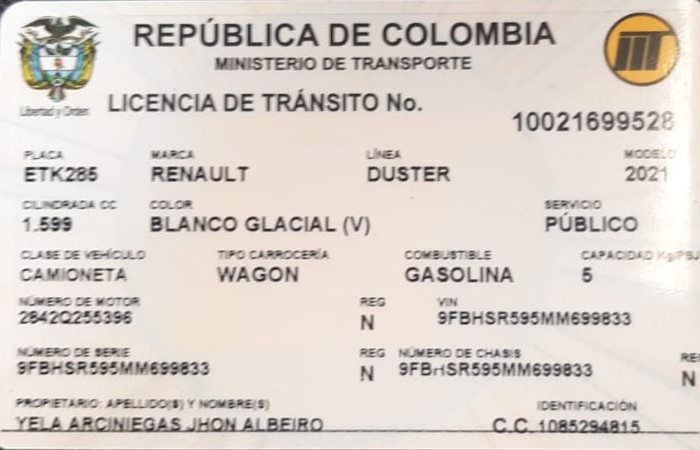 REPÚBLICA DE COLOMBIA
MINISTERIO DE TRANSPORTE
Libertad y Orden
LICENCIA DE TRÁNSITO No.
10021699528
PLACA MARCA LÍNEA MODELO
ETK285 RENAULT DUSTER 2021
CILINDRADA CC COLOR SERVICIO
1.599 BLANCO GLACIAL (V) PÚBLICO
CLASE DE VEHÍCULO TIPO CARROCERÍA COMBUSTIBLE CAPACIDAD Kg/PSJ
CAMIONETA WAGON GASOLINA 5
NÚMERO DE MOTOR REG VIN
2842Q255396 N 9FBHSR595MM699833
NÚMERO DE SERIE REG NÚMERO DE CHASIS RE
9FBHSR595MM699833 N 9FBHSR595MM699833 N
PROPIETARIO: APELLIDO(S) Y NOMBRE(S) IDENTIFICACIÓN
YELA ARCINIEGAS JHON ALBEIRO C.C. 1085294815